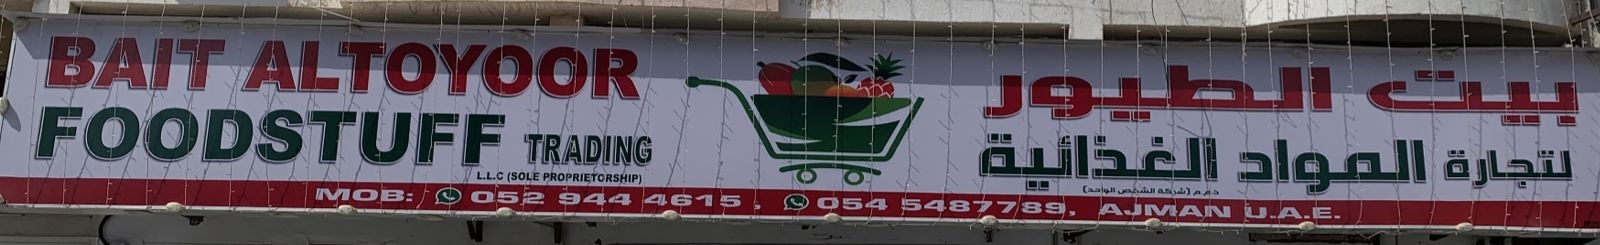 BAIT ALTOYOOR
FOODSTUFF TRADING
L.L.C (SOLE PROPRIETORSHIP)
بيت الطيور
لتجارة المواد الغذائية
ذ.م.م (شركة الشخص الواحد)
MOB: 052 944 4615 , 054 5487789, AJMAN U.A.E.